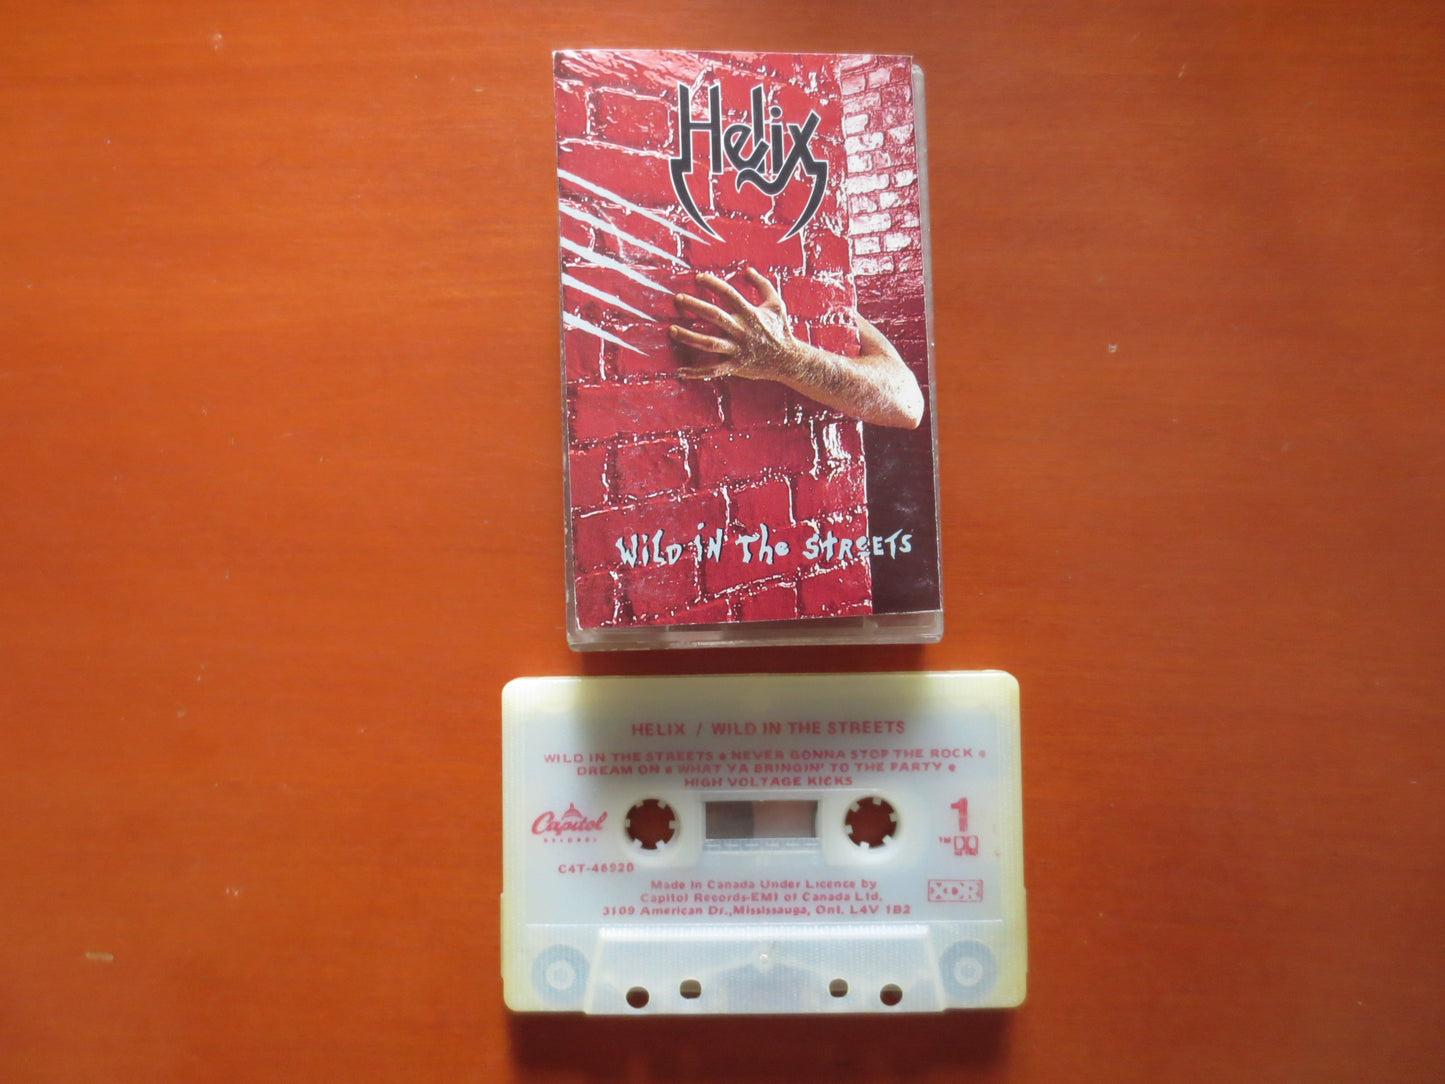 Helix
WiLD iN The STREETS
HELIX / WILD IN THE STREETS
WILD IN THE STREETS • NEVER GONNA STOP THE ROCK •
DREAM ON • WHAT YA BRINGIN' TO THE PARTY •
HIGH VOLTAGE KICKS
Capitol
RECORDS
1
TM
C4T-46920
Made in Canada Under Licence by
Capitol Records-EMI of Canada Ltd.
3109 American Dr.,Mississauga, Ont. L4V 1B2
XDR